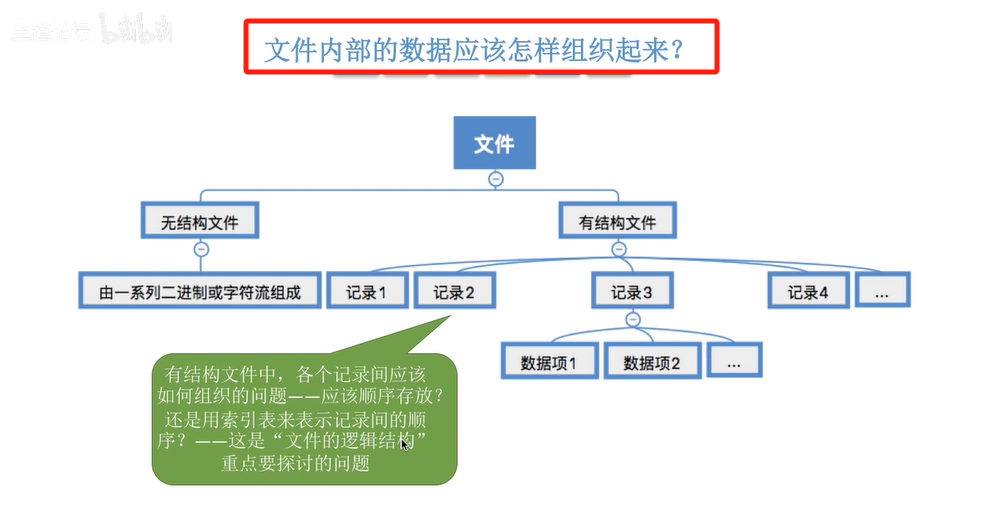 bilibili
文件内部的数据应该怎样组织起来？
文件
无结构文件
有结构文件
由一系列二进制或字符流组成
记录1
记录2
记录3
记录4
...
数据项1
数据项2
...
有结构文件中，各个记录间应该
如何组织的问题——应该顺序存放？
还是用索引表来表示记录间的顺
序？——这是“文件的逻辑结构”
重点要探讨的问题